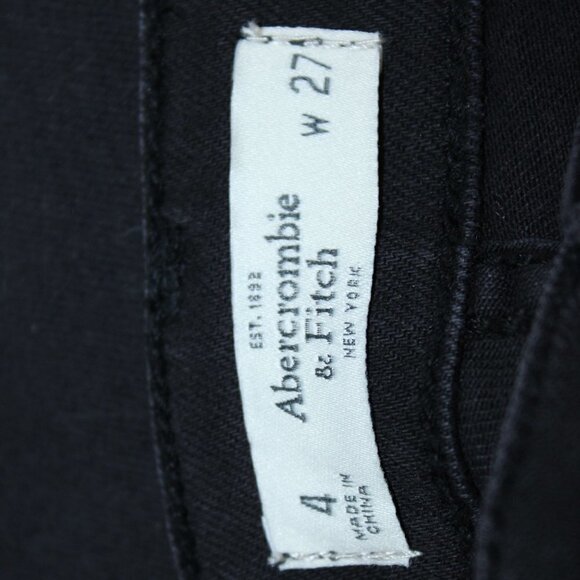 4
MADE IN
CHINA
EST. 1892
Abercrombie
& Fitch
NEW YORK
W 27